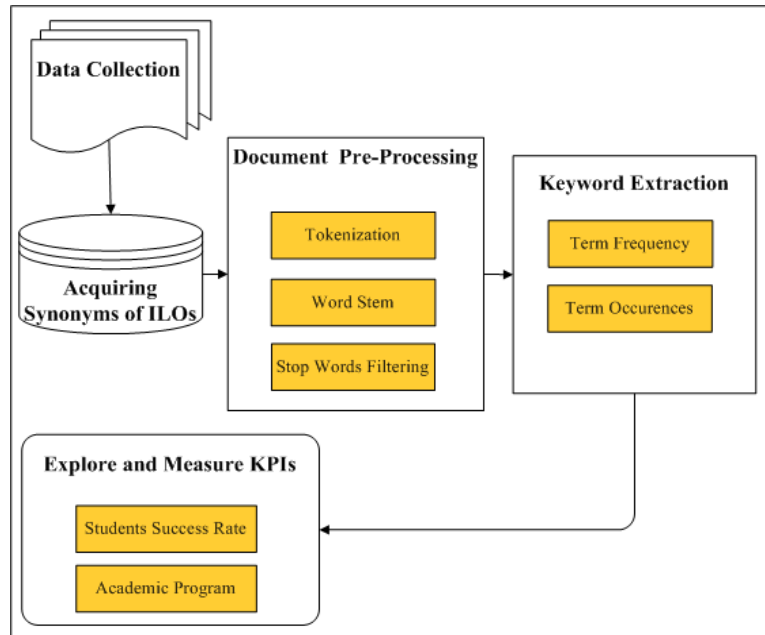 Data Collection
Acquiring
Synonyms of ILOs
Document Pre-Processing
Tokenization
Word Stem
Stop Words Filtering
Keyword Extraction
Term Frequency
Term Occurences
Explore and Measure KPIs
Students Success Rate
Academic Program